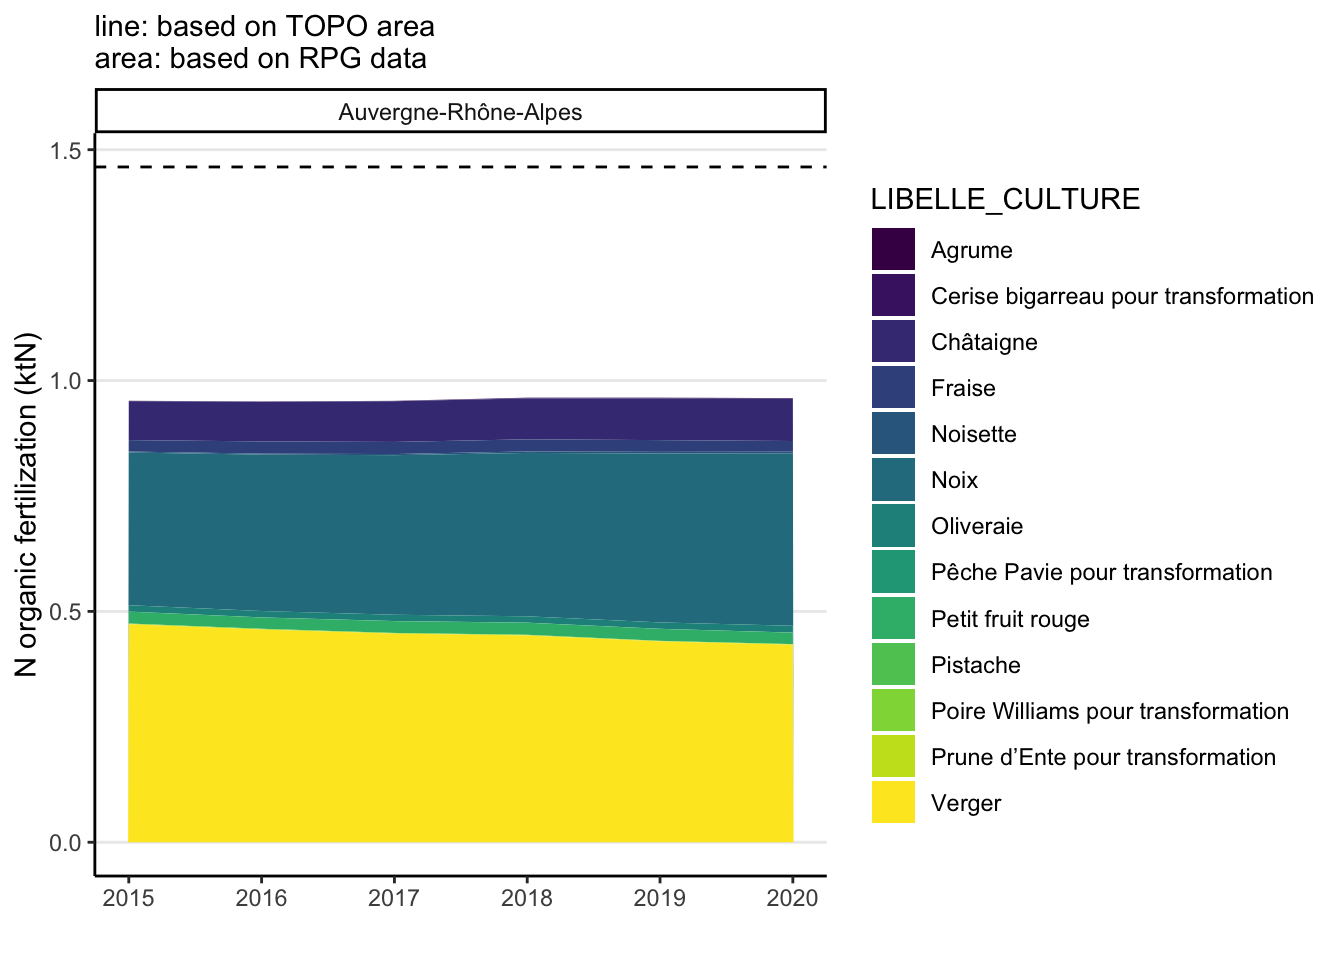 line: based on TOPO area
area: based on RPG data
Auvergne-Rhône-Alpes
N organic fertilization (ktN)
1.5
1.0
0.5
0.0
2015 2016 2017 2018 2019 2020
LIBELLE_CULTURE
Agrume
Cerise bigarreau pour transformation
Châtaigne
Fraise
Noisette
Noix
Oliveraie
Pêche Pavie pour transformation
Petit fruit rouge
Pistache
Poire Williams pour transformation
Prune d’Ente pour transformation
Verger